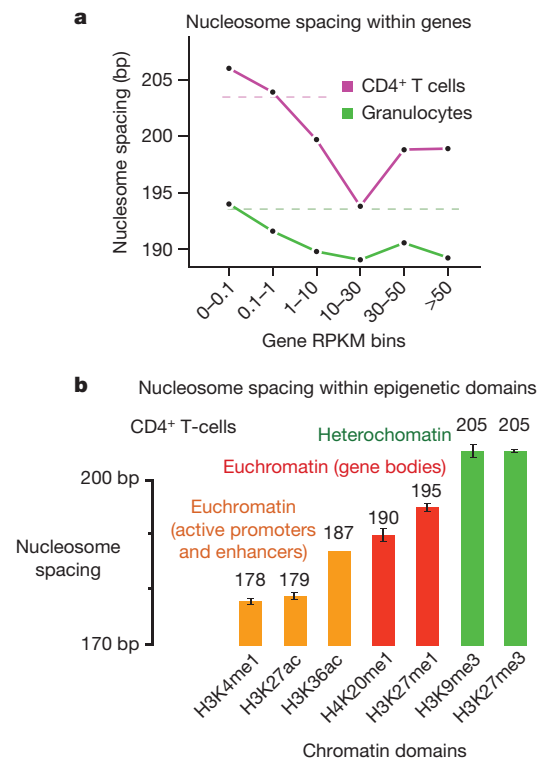 a
Nucleosome spacing within genes
Nuclesome spacing (bp)
205
200
195
190
CD4⁺ T cells
Granulocytes
0–0.1
0.1–1
1–10
10–30
30–50
>50
Gene RPKM bins
b
Nucleosome spacing within epigenetic domains
CD4⁺ T-cells
Heterochomatin
205
205
Euchromatin (gene bodies)
200 bp
195
Euchromatin
(active promoters
and enhancers)
190
187
Nucleosome
spacing
178
179
170 bp
H3K4me1
H3K27ac
H3K36ac
H4K20me1
H3K27me1
H3K9me3
H3K27me3
Chromatin domains